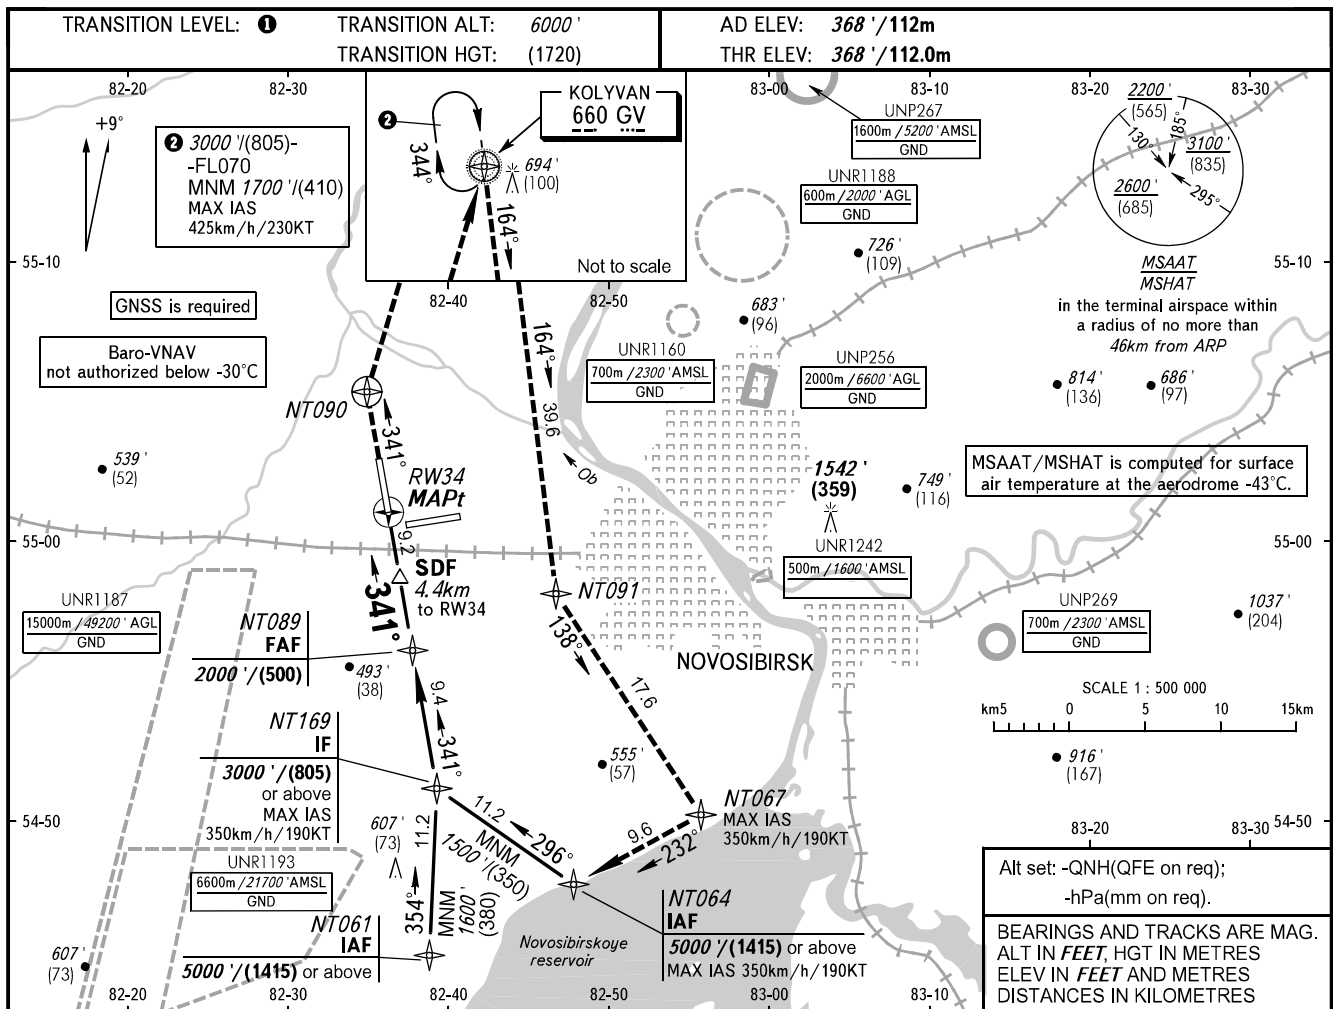 TRANSITION LEVEL: ❶ TRANSITION ALT: 6000 '
TRANSITION HGT: (1720)
AD ELEV: 368 '/112m
THR ELEV: 368 '/112.0m
82-20 82-30 83-00 83-10 83-20 83-30
+9°
❷ 3000 '/(805)-
-FL070
MNM 1700 '/(410)
MAX IAS
425km/h/230KT
❷
344°
KOLYVAN
660 GV
694'
(100)
164°
Not to scale
82-40 82-50
UNP267
1600m/5200 'AMSL
GND
UNR1188
600m/2000 'AGL
GND
726 '
(109)
2200 '
(565)
185°
130°
3100 '
(835)
2600 '
(685)
295°
MSAAT
MSHAT
in the terminal airspace within
a radius of no more than
46km from ARP
55-10
55-10
GNSS is required
Baro-VNAV
not authorized below -30°C
683 '
(96)
164°
39.6
UNR1160
700m/2300 'AMSL
GND
UNP256
2000m/6600 'AGL
GND
814 '
(136)
686 '
(97)
NT090
341°
539 '
(52)
RW34
MAPt
Ob
1542 '
(359)
749 '
(116)
MSAAT/MSHAT is computed for surface
air temperature at the aerodrome -43°C.
55-00
55-00
9.2
SDF
4.4km
to RW34
341°
UNR1242
500m/1600 'AMSL
UNR1187
15000m/49200 'AGL
GND
NT089
FAF
2000 '/(500)
493 '
(38)
NT091
138°
17.6
NOVOSIBIRSK
UNP269
700m/2300 'AMSL
GND
1037 '
(204)
SCALE 1 : 500 000
km5 0 5 10 15km
9.4
341°
NT169
IF
3000 '/(805)
or above
MAX IAS
350km/h/190KT
555 '
(57)
916 '
(167)
54-50
54-50
83-20 83-30
NT067
MAX IAS
350km/h/190KT
9.6
232°
11.2
296°
MNM
1500 '/(350)
607 '
(73)
11.2
354°
MNM
1600 '
(380)
UNR1193
6600m/21700 'AMSL
GND
NT061
IAF
5000 '/(1415) or above
NT064
IAF
5000 '/(1415) or above
MAX IAS 350km/h/190KT
Novosibirskoye
reservoir
607 '
(73)
82-20 82-30 82-40 82-50 83-00 83-10
Alt set: -QNH(QFE on req);
-hPa(mm on req).
BEARINGS AND TRACKS ARE MAG.
ALT IN FEET, HGT IN METRES
ELEV IN FEET AND METRES
DISTANCES IN KILOMETRES